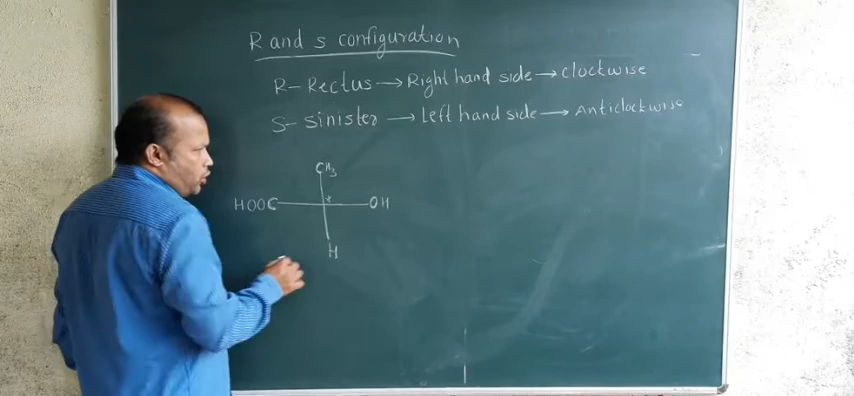 R and S configuration
R- Rectus → Right hand side → clockwise
S- Sinister → Left hand side → Anticlockwise
CH3
HOOC * OH
H